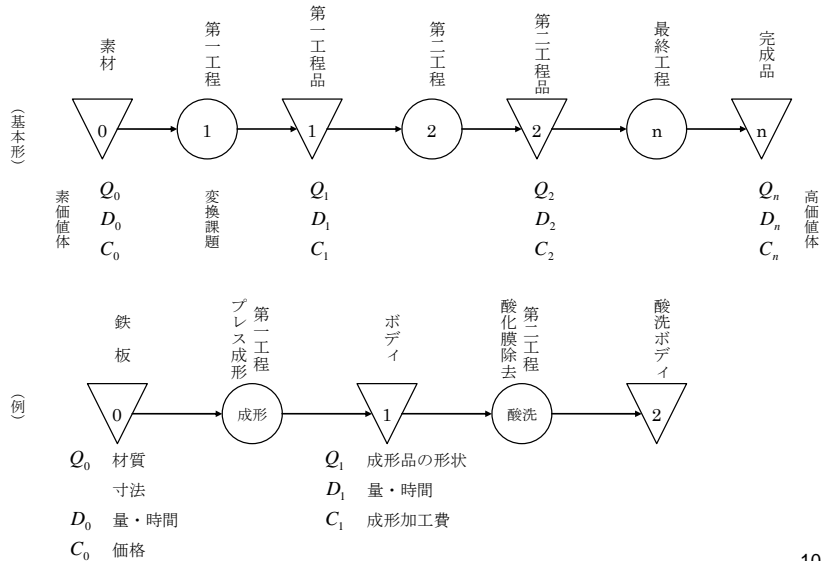 (基本形)
素材
第一工程
第一工程品
第二工程
第二工程品
最終工程
完成品
0
1
1
2
2
n
n
素価値体
Q0
D0
C0
変換課題
Q1
D1
C1
Q2
D2
C2
Qn
Dn
Cn
高価値体
(例)
鉄板
第一工程
プレス成形
ボディ
第二工程
酸化膜除去
酸洗ボディ
0
成形
1
酸洗
2
Q0 材質
寸法
D0 量・時間
C0 価格
Q1 成形品の形状
D1 量・時間
C1 成形加工費
10